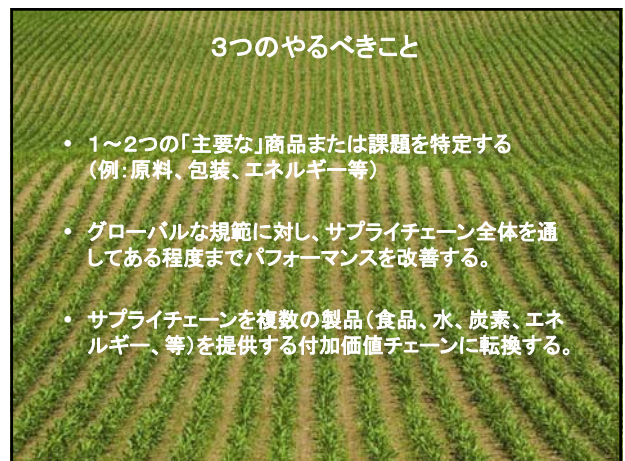 3つのやるべきこと
• 1～2つの「主要な」商品または課題を特定する
(例:原料、包装、エネルギー等)
• グローバルな規範に対し、サプライチェーン全体を通
してある程度までパフォーマンスを改善する。
• サプライチェーンを複数の製品(食品、水、炭素、エネ
ルギー、等)を提供する付加価値チェーンに転換する。